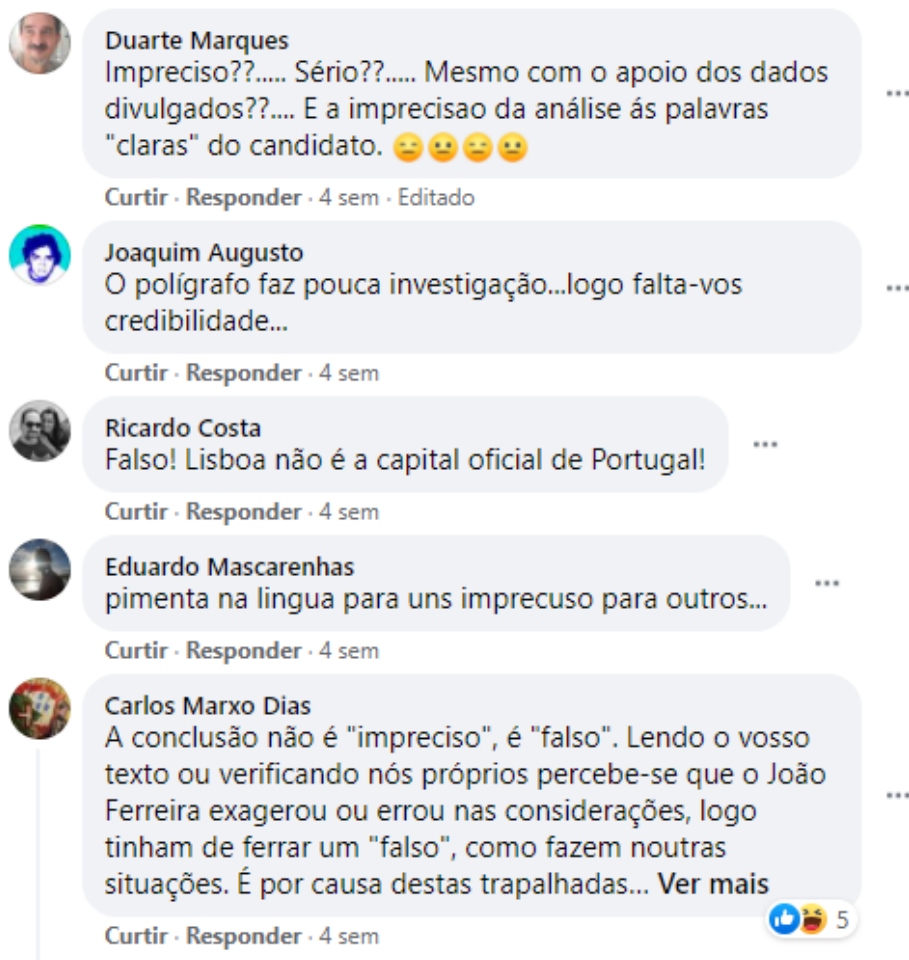 Duarte Marques
Impreciso??..... Sério??..... Mesmo com o apoio dos dados
divulgados??.... E a imprecisao da análise ás palavras
"claras" do candidato. 😑😐😑😐
Curtir · Responder · 4 sem · Editado
Joaquim Augusto
O polígrafo faz pouca investigação...logo falta-vos
credibilidade...
Curtir · Responder · 4 sem
Ricardo Costa
Falso! Lisboa não é a capital oficial de Portugal!
Curtir · Responder · 4 sem
Eduardo Mascarenhas
pimenta na lingua para uns imprecuso para outros...
Curtir · Responder · 4 sem
Carlos Marxo Dias
A conclusão não é "impreciso", é "falso". Lendo o vosso
texto ou verificando nós próprios percebe-se que o João
Ferreira exagerou ou errou nas considerações, logo
tinham de ferrar um "falso", como fazem noutras
situações. É por causa destas trapalhadas... Ver mais
5
Curtir · Responder · 4 sem